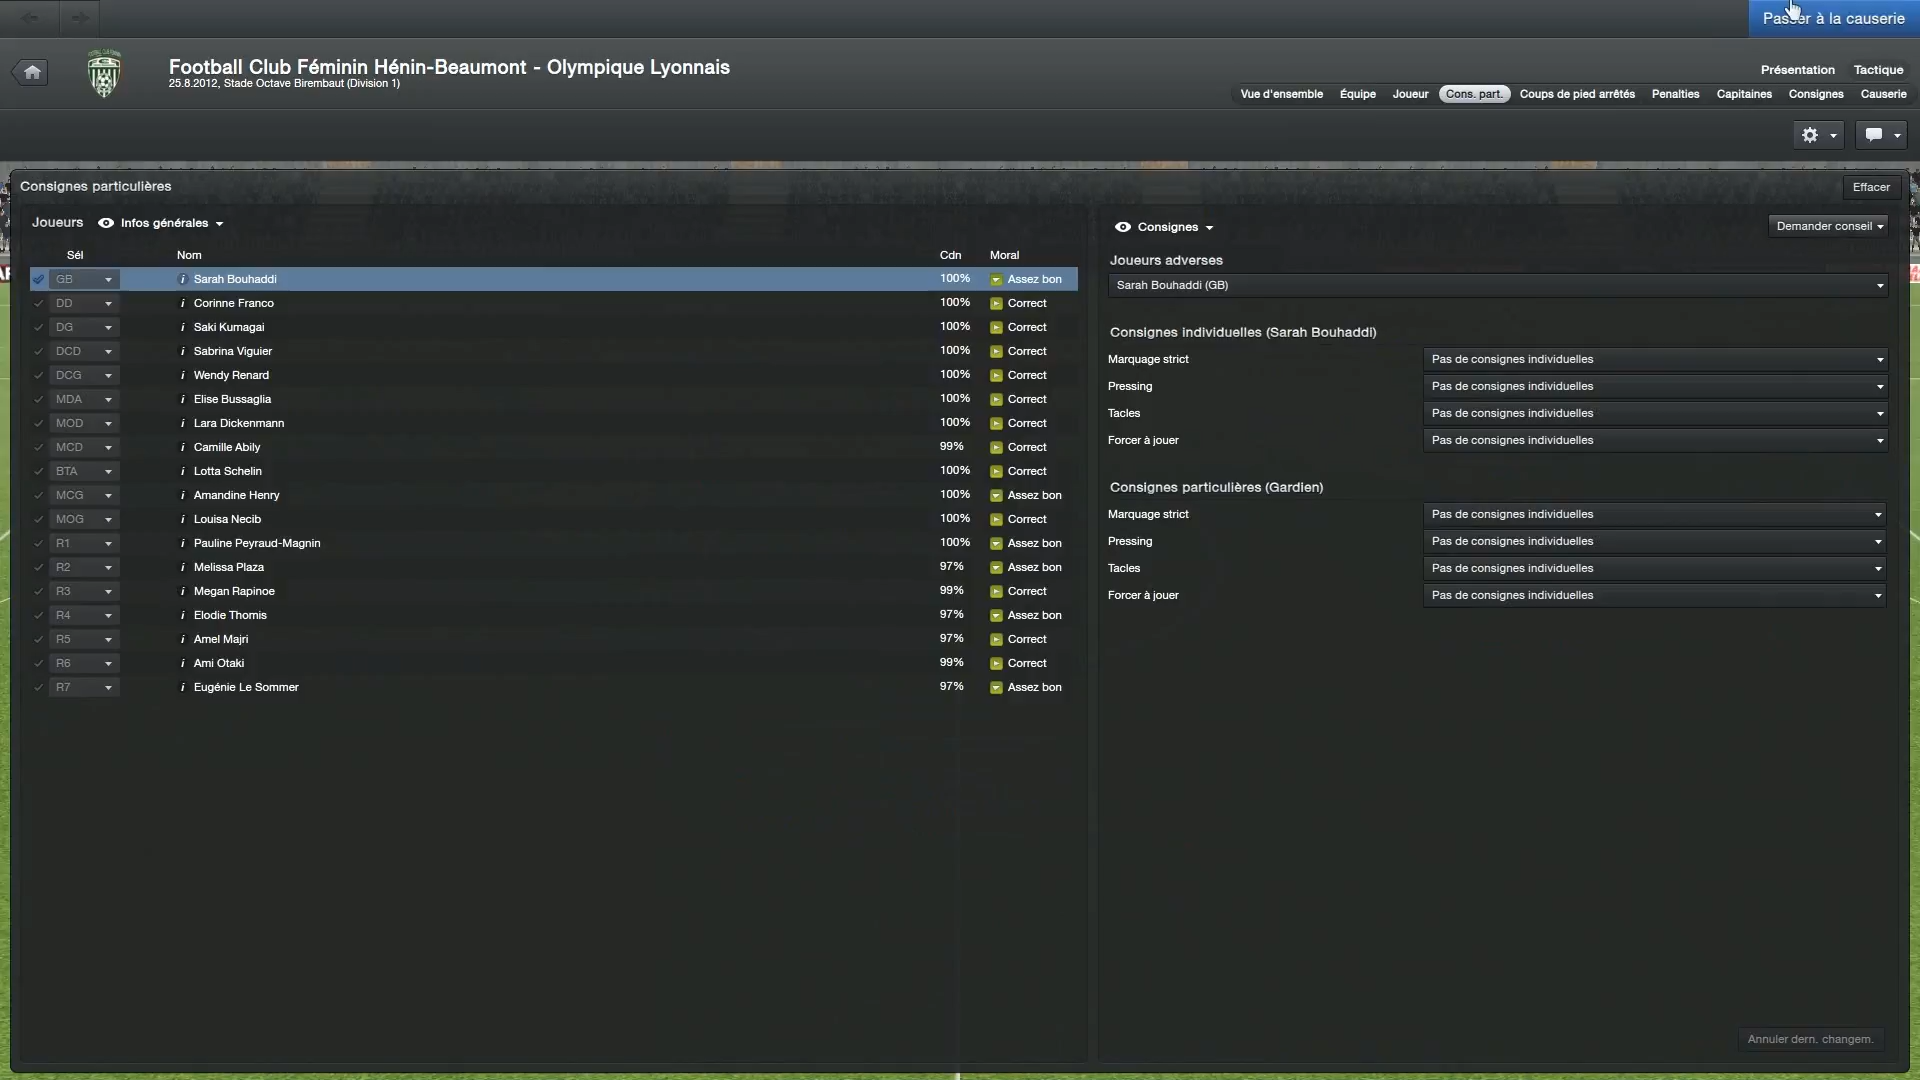 Passer à la causerie
Football Club Féminin Hénin-Beaumont - Olympique Lyonnais
25.8.2012, Stade Octave Birembaut (Division 1)
Présentation Tactique
Vue d'ensemble Équipe Joueur Cons. part. Coups de pied arrêtés Penalties Capitaines Consignes Causerie
Consignes particulières
Effacer
Joueurs Infos générales
Sél Nom Cdn Moral
GB i Sarah Bouhaddi 100% Assez bon
DD i Corinne Franco 100% Correct
DG i Saki Kumagai 100% Correct
DCD i Sabrina Viguier 100% Correct
DCG i Wendy Renard 100% Correct
MDA i Elise Bussaglia 100% Correct
MOD i Lara Dickenmann 100% Correct
MCD i Camille Abily 99% Correct
BTA i Lotta Schelin 100% Correct
MCG i Amandine Henry 100% Assez bon
MOG i Louisa Necib 100% Correct
R1 i Pauline Peyraud-Magnin 100% Assez bon
R2 i Melissa Plaza 97% Assez bon
R3 i Megan Rapinoe 99% Correct
R4 i Elodie Thomis 97% Assez bon
R5 i Amel Majri 97% Correct
R6 i Ami Otaki 99% Correct
R7 i Eugénie Le Sommer 97% Assez bon
Consignes
Demander conseil
Joueurs adverses
Sarah Bouhaddi (GB)
Consignes individuelles (Sarah Bouhaddi)
Marquage strict Pas de consignes individuelles
Pressing Pas de consignes individuelles
Tacles Pas de consignes individuelles
Forcer à jouer Pas de consignes individuelles
Consignes particulières (Gardien)
Marquage strict Pas de consignes individuelles
Pressing Pas de consignes individuelles
Tacles Pas de consignes individuelles
Forcer à jouer Pas de consignes individuelles
Annuler dern. changem.